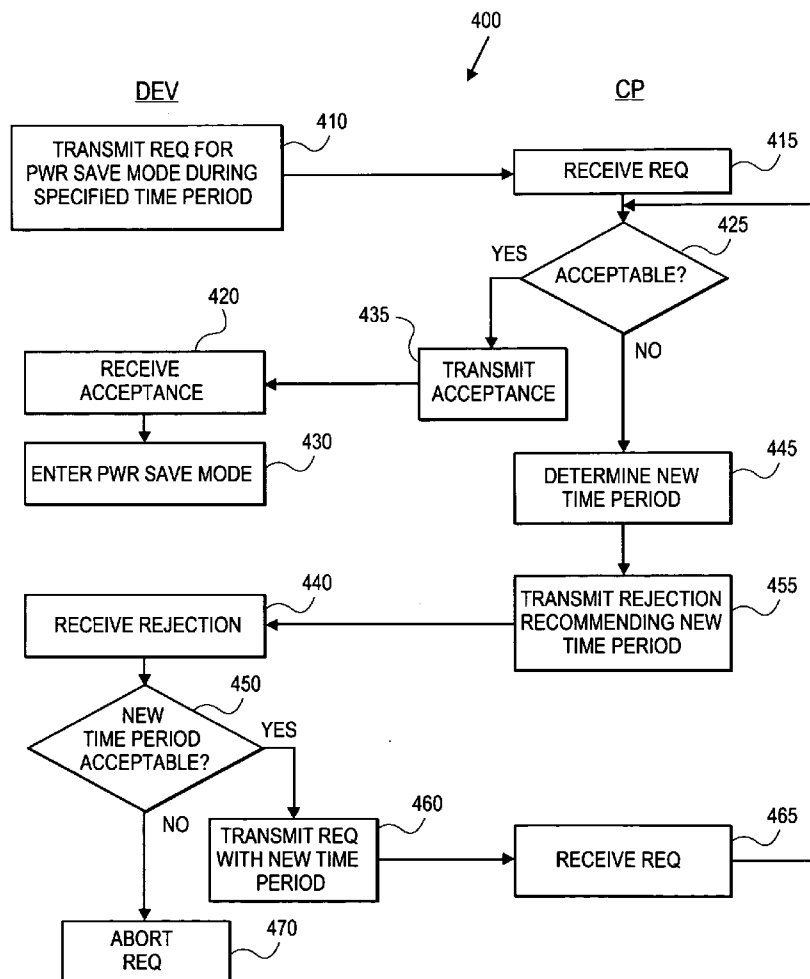 400
DEV
CP
410
TRANSMIT REQ FOR
PWR SAVE MODE DURING
SPECIFIED TIME PERIOD
415
RECEIVE REQ
425
YES
ACCEPTABLE?
420
435
RECEIVE
ACCEPTANCE
TRANSMIT
ACCEPTANCE
NO
430
ENTER PWR SAVE MODE
445
DETERMINE NEW
TIME PERIOD
440
RECEIVE REJECTION
455
TRANSMIT REJECTION
RECOMMENDING NEW
TIME PERIOD
450
NEW
TIME PERIOD
ACCEPTABLE?
YES
NO
460
TRANSMIT REQ
WITH NEW TIME
PERIOD
465
RECEIVE REQ
470
ABORT
REQ